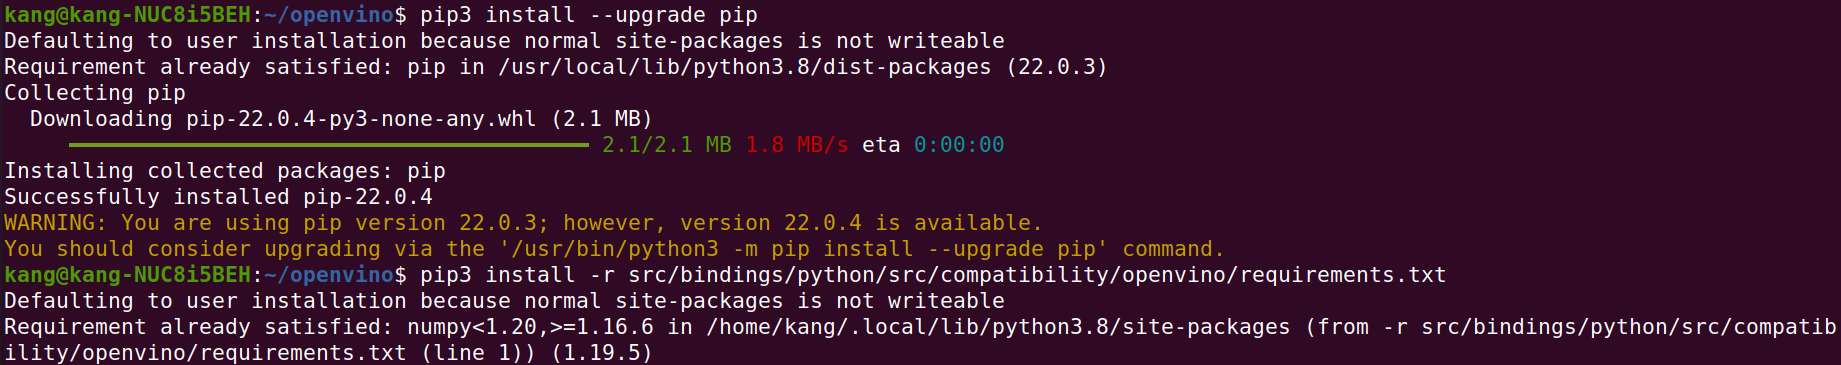 kang@kang-NUC8i5BEH:~/openvino$ pip3 install --upgrade pip
Defaulting to user installation because normal site-packages is not writeable
Requirement already satisfied: pip in /usr/local/lib/python3.8/dist-packages (22.0.3)
Collecting pip
  Downloading pip-22.0.4-py3-none-any.whl (2.1 MB)
2.1/2.1 MB 1.8 MB/s eta 0:00:00
Installing collected packages: pip
Successfully installed pip-22.0.4
WARNING: You are using pip version 22.0.3; however, version 22.0.4 is available.
You should consider upgrading via the '/usr/bin/python3 -m pip install --upgrade pip' command.
kang@kang-NUC8i5BEH:~/openvino$ pip3 install -r src/bindings/python/src/compatibility/openvino/requirements.txt
Defaulting to user installation because normal site-packages is not writeable
Requirement already satisfied: numpy<1.20,>=1.16.6 in /home/kang/.local/lib/python3.8/site-packages (from -r src/bindings/python/src/compatib
ility/openvino/requirements.txt (line 1)) (1.19.5)